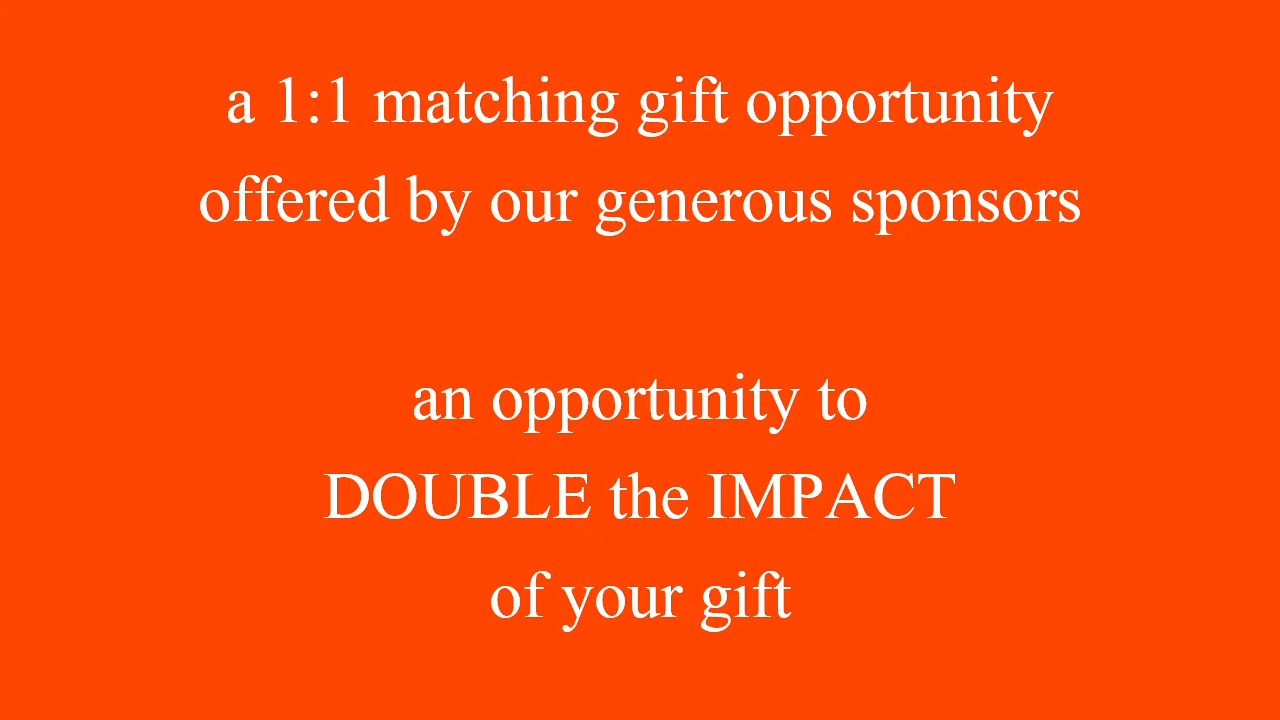 a 1:1 matching gift opportunity
offered by our generous sponsors
an opportunity to
DOUBLE the IMPACT
of your gift